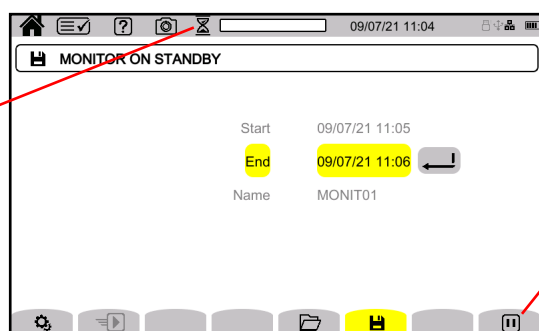 ? 09/07/21 11:04
MONITOR ON STANDBY
Start 09/07/21 11:05
End 09/07/21 11:06
Name MONIT01